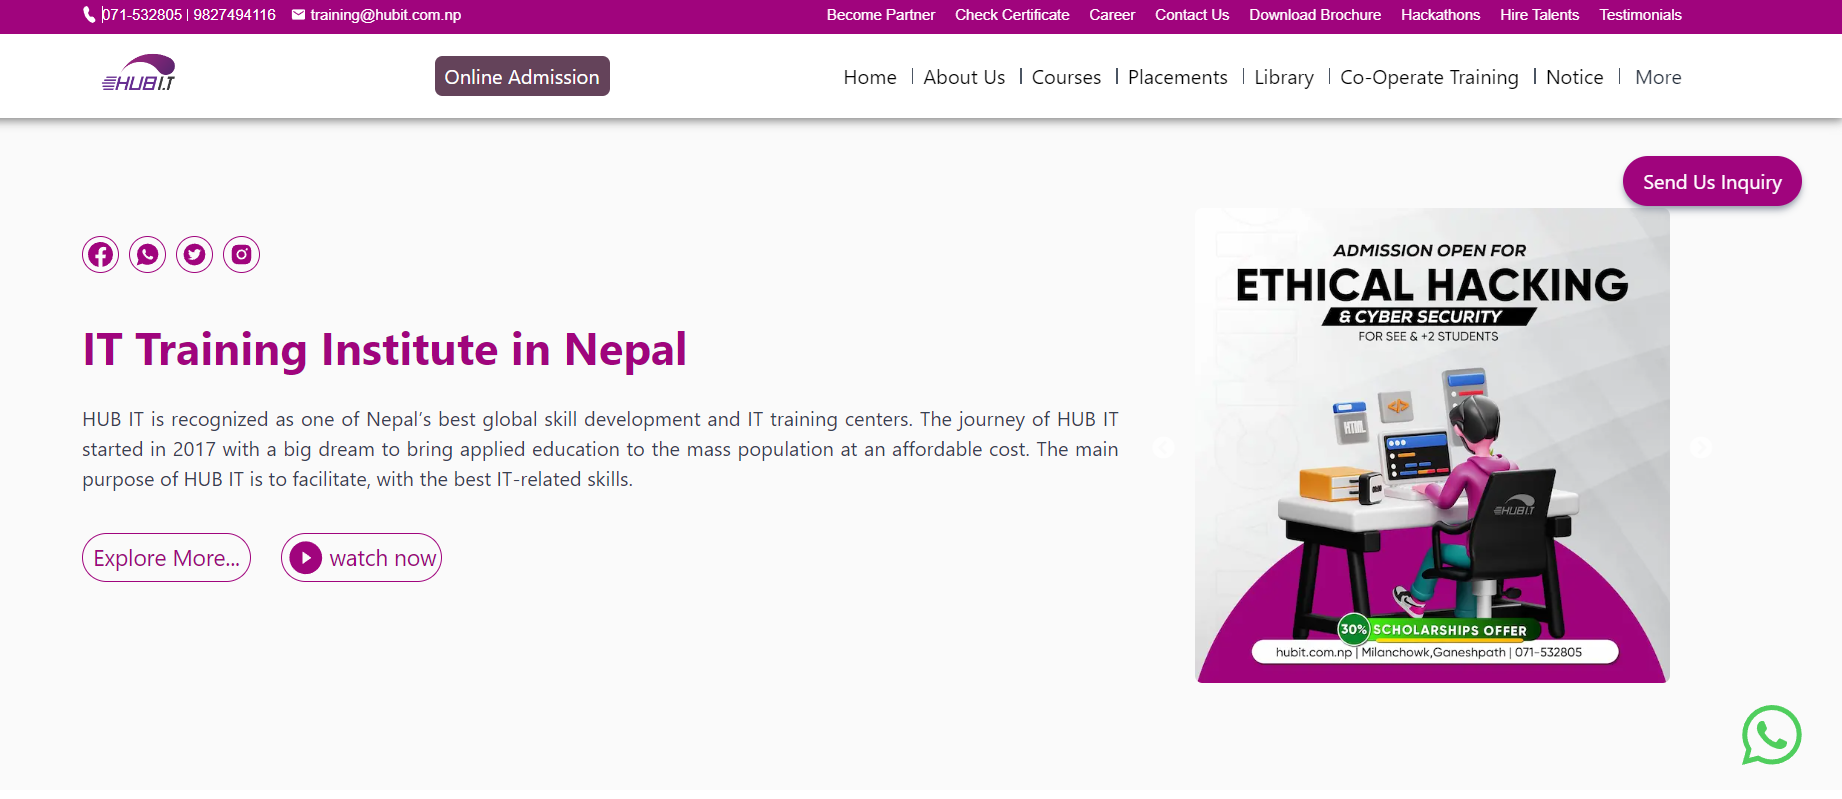 071-532805 | 9827494116 training@hubit.com.np Become Partner Check Certificate Career Contact Us Download Brochure Hackathons Hire Talents Testimonials
HUB I.T Online Admission Home | About Us | Courses | Placements | Library | Co-Operate Training | Notice | More
Send Us Inquiry
IT Training Institute in Nepal
HUB IT is recognized as one of Nepal’s best global skill development and IT training centers. The journey of HUB IT
started in 2017 with a big dream to bring applied education to the mass population at an affordable cost. The main
purpose of HUB IT is to facilitate, with the best IT-related skills.
Explore More... watch now
ADMISSION OPEN FOR
ETHICAL HACKING
& CYBER SECURITY
FOR SEE & +2 STUDENTS
HTML
HUB I.T
30% SCHOLARSHIPS OFFER
hubit.com.np | Milanchowk,Ganeshpath | 071-532805